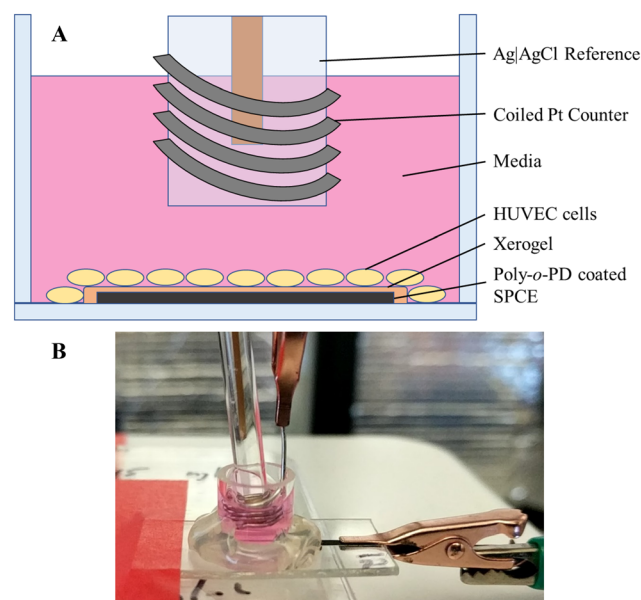 A
Ag|AgCl Reference
Coiled Pt Counter
Media
HUVEC cells
Xerogel
Poly-o-PD coated
SPCE
B